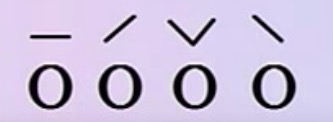 ō ó ǒ ò